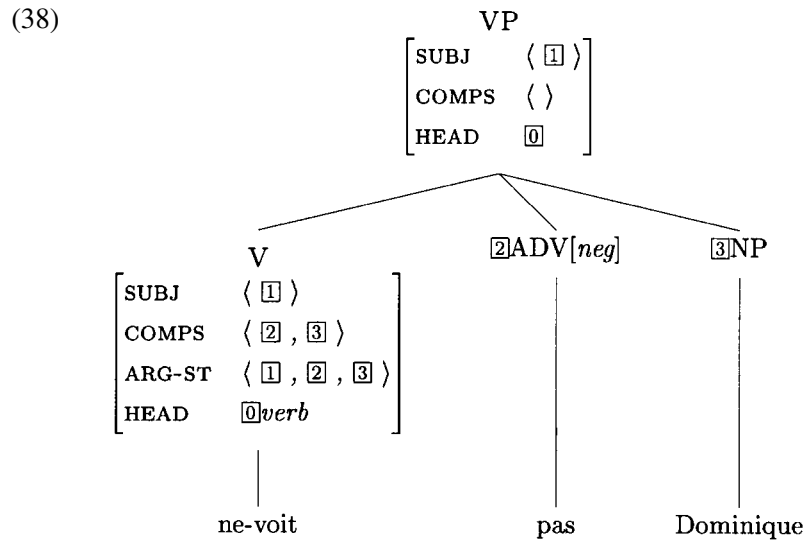 (38)
VP
SUBJ ⟨ 1 ⟩
COMPS ⟨ ⟩
HEAD 0
V 2ADV[neg] 3NP
SUBJ ⟨ 1 ⟩
COMPS ⟨ 2 , 3 ⟩
ARG-ST ⟨ 1 , 2 , 3 ⟩
HEAD 0verb
ne-voit pas Dominique